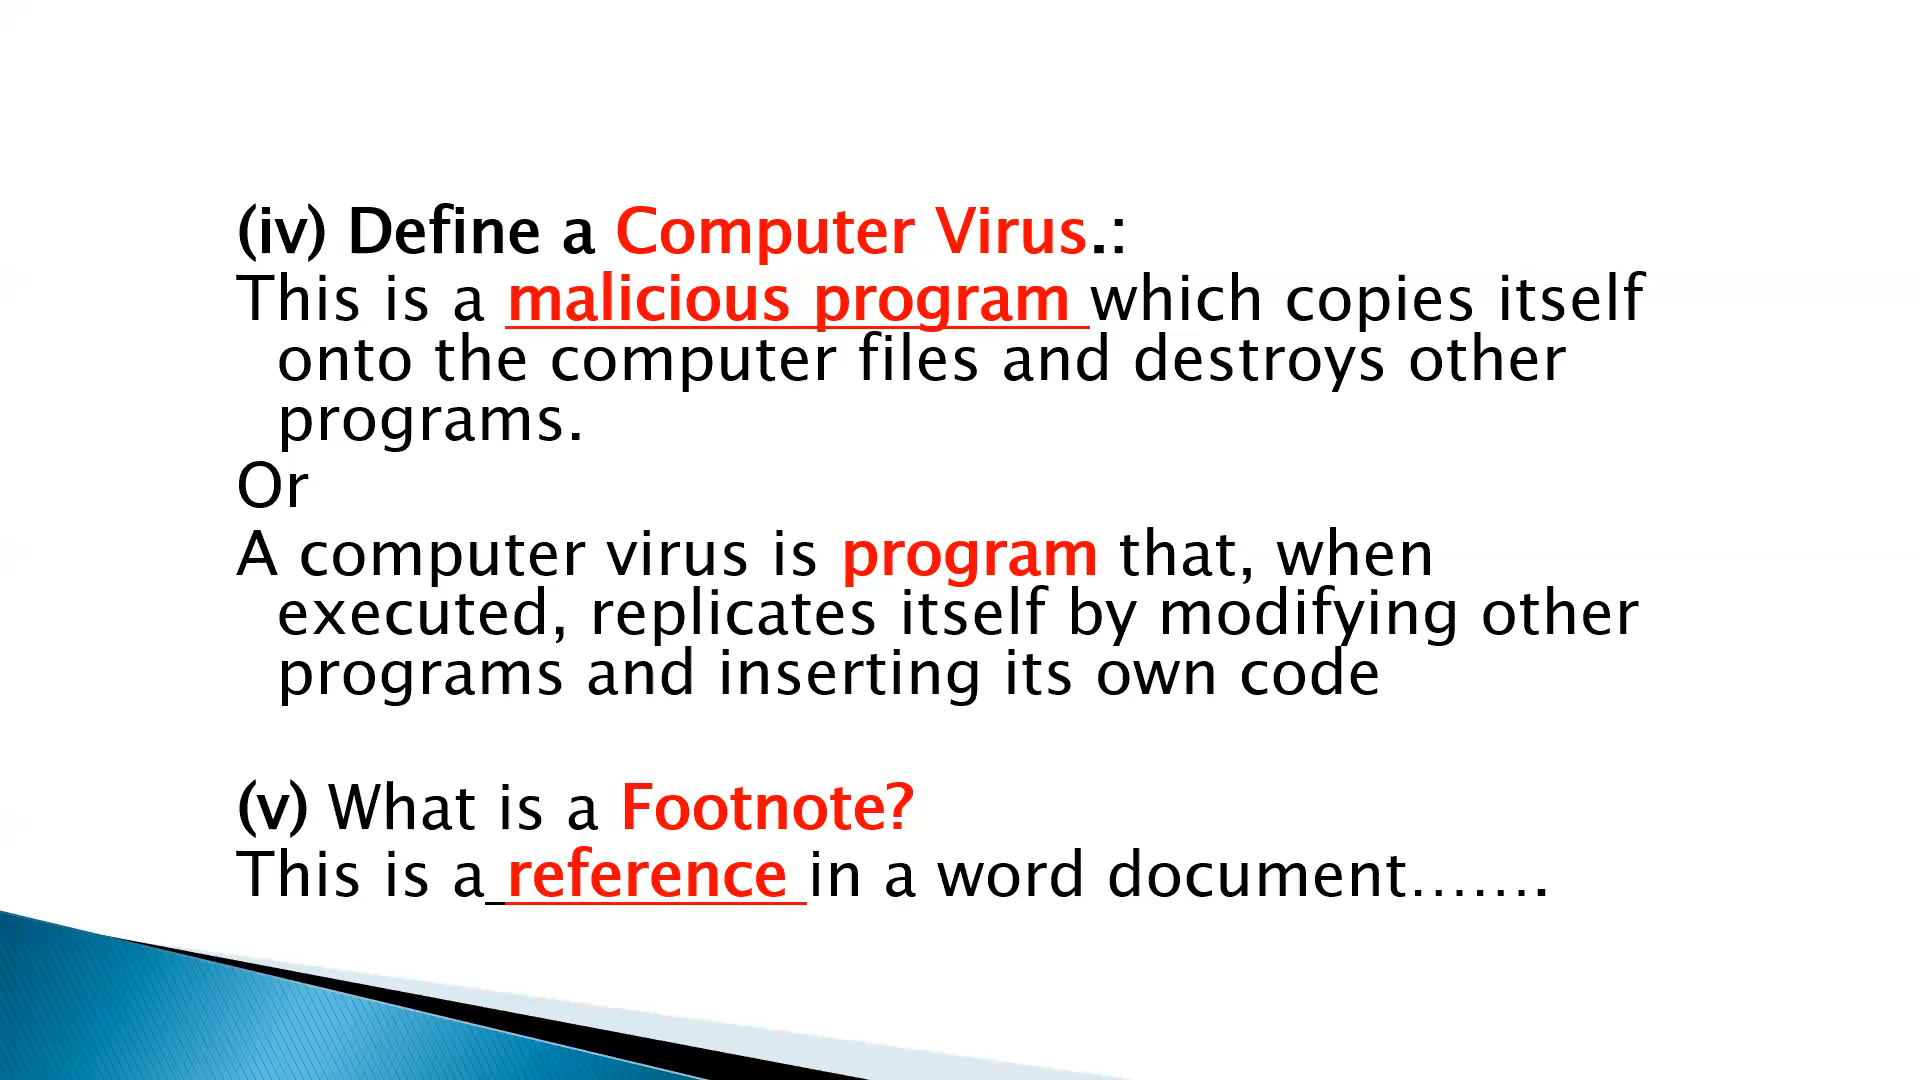 (iv) Define a Computer Virus.:
This is a malicious program which copies itself
onto the computer files and destroys other
programs.
Or
A computer virus is program that, when
executed, replicates itself by modifying other
programs and inserting its own code
(v) What is a Footnote?
This is a reference in a word document…….